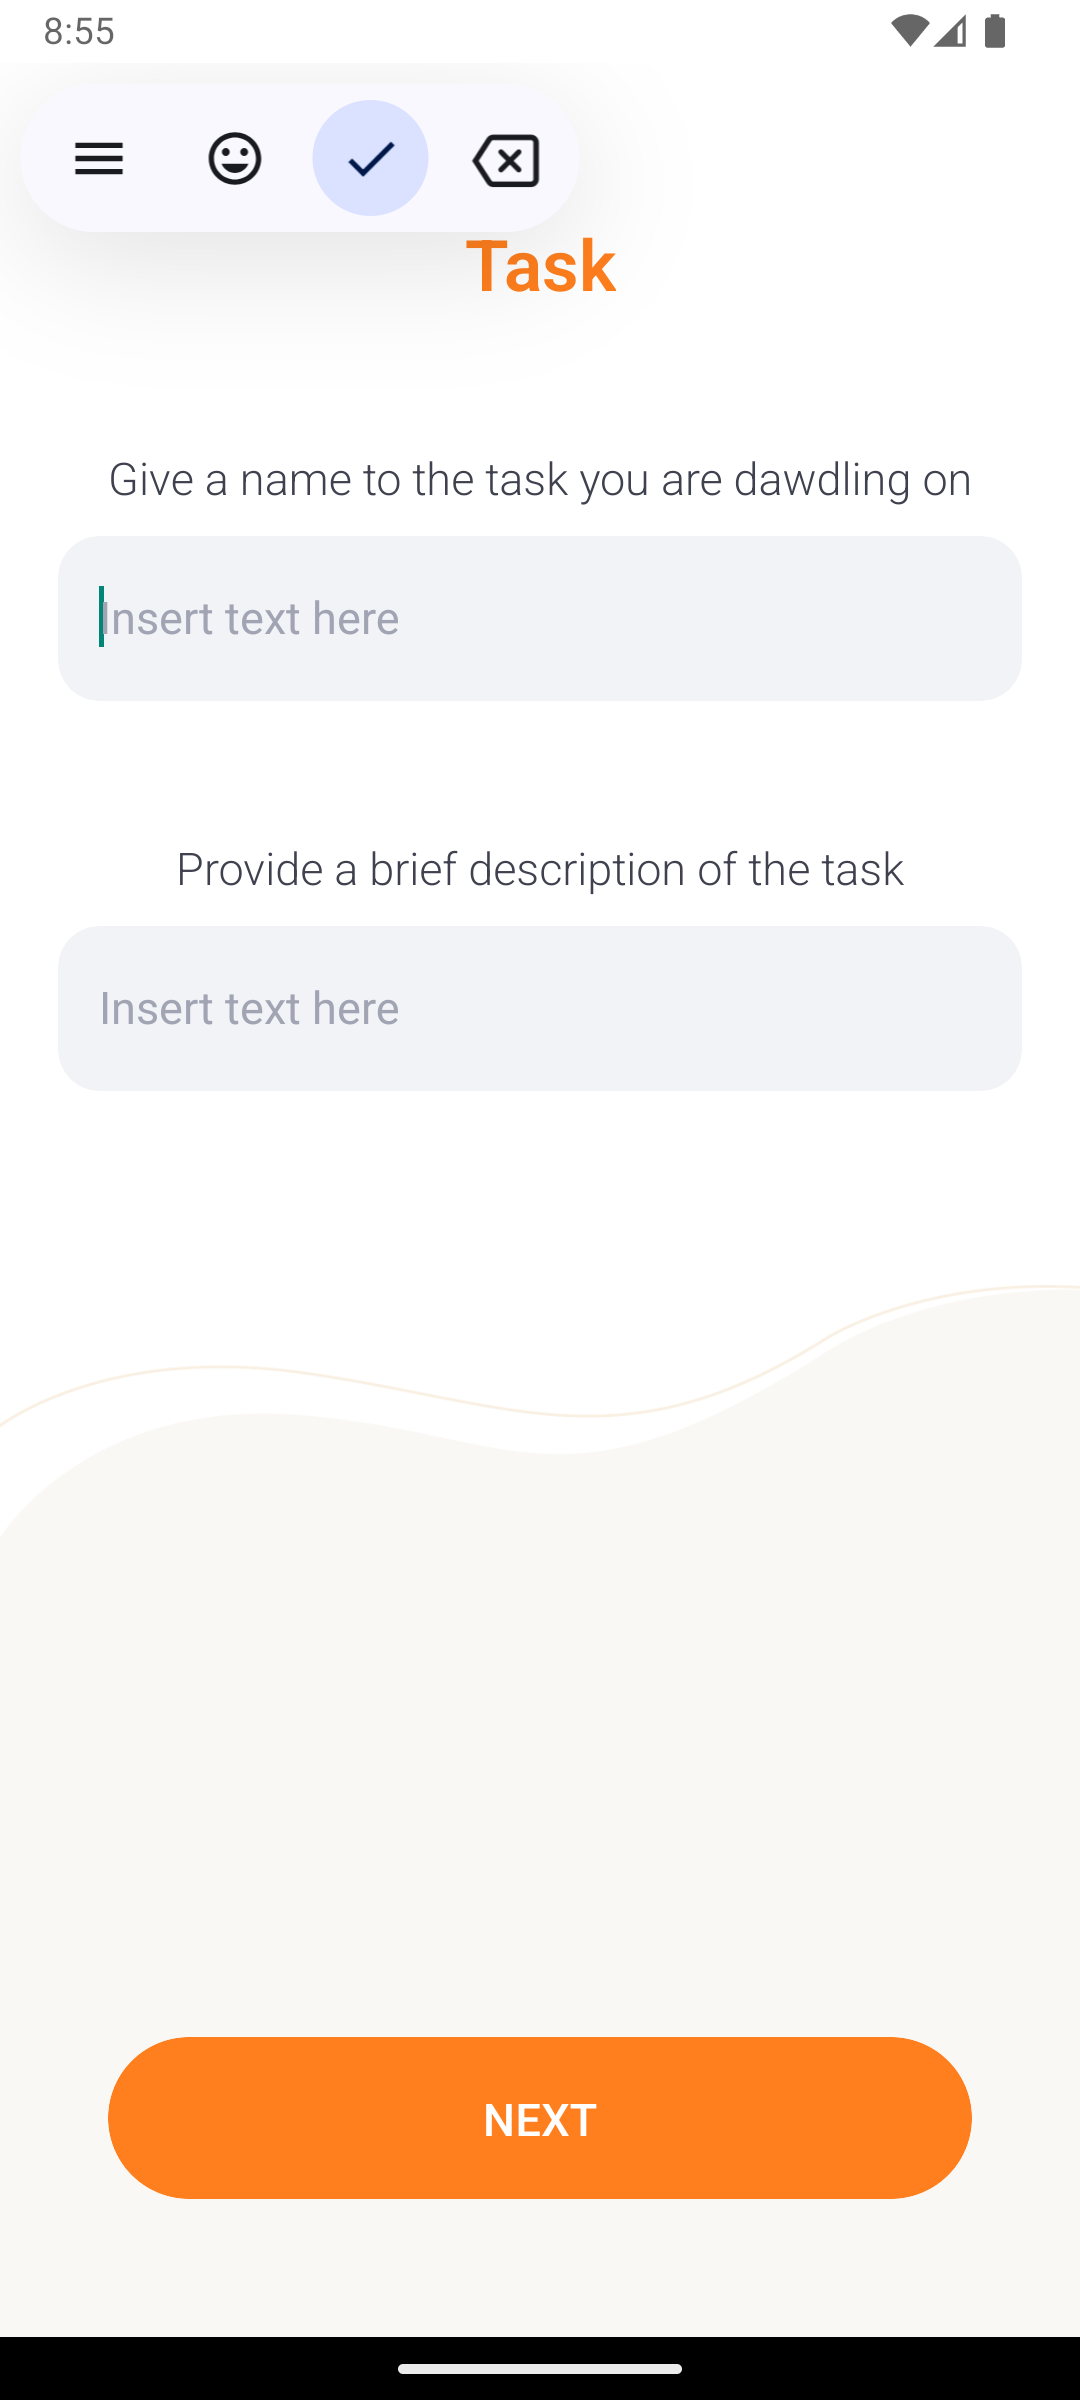 8:55
Task
Give a name to the task you are dawdling on
Insert text here
Provide a brief description of the task
Insert text here
NEXT